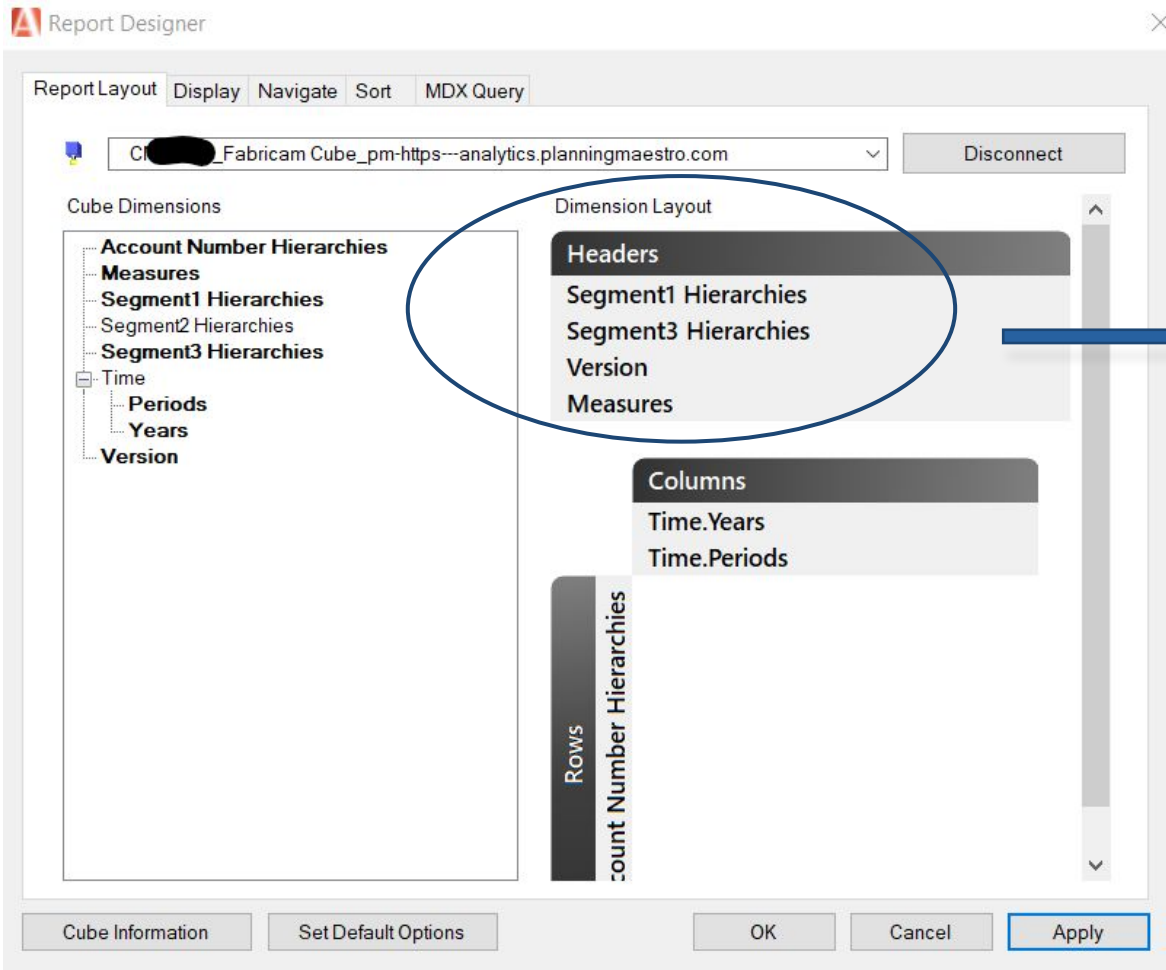 Report Designer
Report Layout Display Navigate Sort MDX Query
_Fabricam Cube_pm-https---analytics.planningmaestro.com
Disconnect
Cube Dimensions
Account Number Hierarchies
Measures
Segment1 Hierarchies
Segment2 Hierarchies
Segment3 Hierarchies
Time
Periods
Years
Version
Dimension Layout
Headers
Segment1 Hierarchies
Segment3 Hierarchies
Version
Measures
Columns
Time.Years
Time.Periods
Rows
count Number Hierarchies
Cube Information
Set Default Options
OK
Cancel
Apply